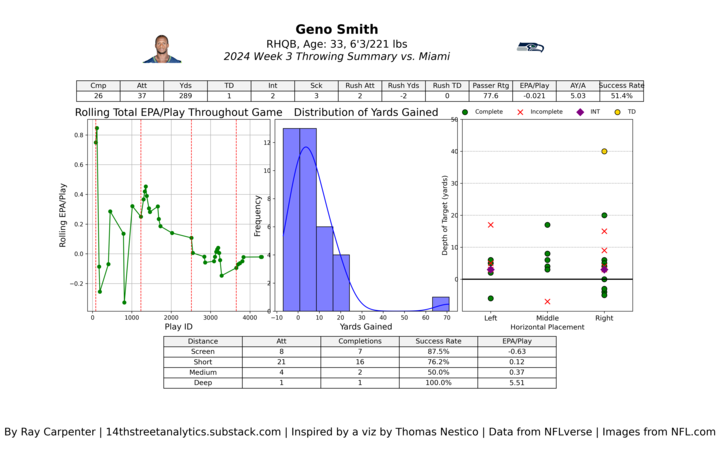 Geno Smith
RHQB, Age: 33, 6'3/221 lbs
2024 Week 3 Throwing Summary vs. Miami
Cmp Att Yds TD Int Sck Rush Att Rush Yds Rush TD Passer Rtg EPA/Play AY/A Success Rate
26 37 289 1 2 3 2 -2 0 77.6 -0.021 5.03 51.4%
Rolling Total EPA/Play Throughout Game
Rolling EPA/Play
0.8
0.6
0.4
0.2
0.0
−0.2
0 1000 2000 3000 4000
Play ID
Distribution of Yards Gained
Frequency
12
10
8
6
4
2
0
−10 0 10 20 30 40 50 60 70
Yards Gained
Complete Incomplete INT TD
Depth of Target (yards)
50
40
30
20
10
0
Left Middle Right
Horizontal Placement
Distance Att Completions Success Rate EPA/Play
Screen 8 7 87.5% -0.63
Short 21 16 76.2% 0.12
Medium 4 2 50.0% 0.37
Deep 1 1 100.0% 5.51
By Ray Carpenter | 14thstreetanalytics.substack.com | Inspired by a viz by Thomas Nestico | Data from NFLverse | Images from NFL.com